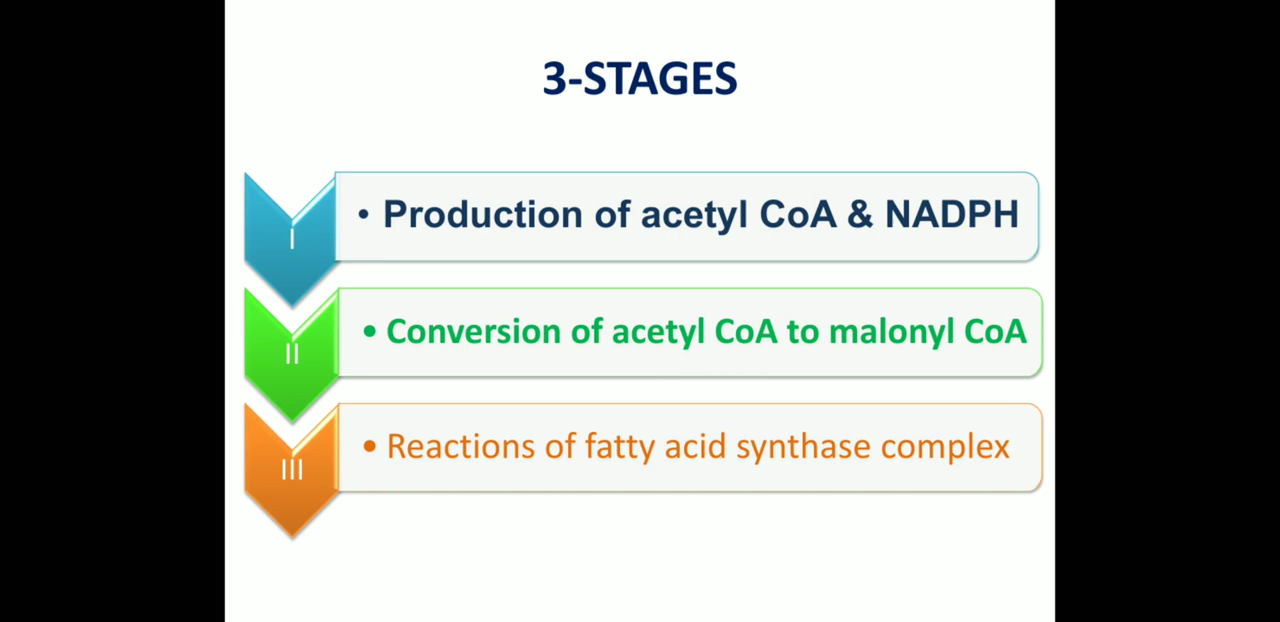 3-STAGES
I
• Production of acetyl CoA & NADPH
II
• Conversion of acetyl CoA to malonyl CoA
III
• Reactions of fatty acid synthase complex